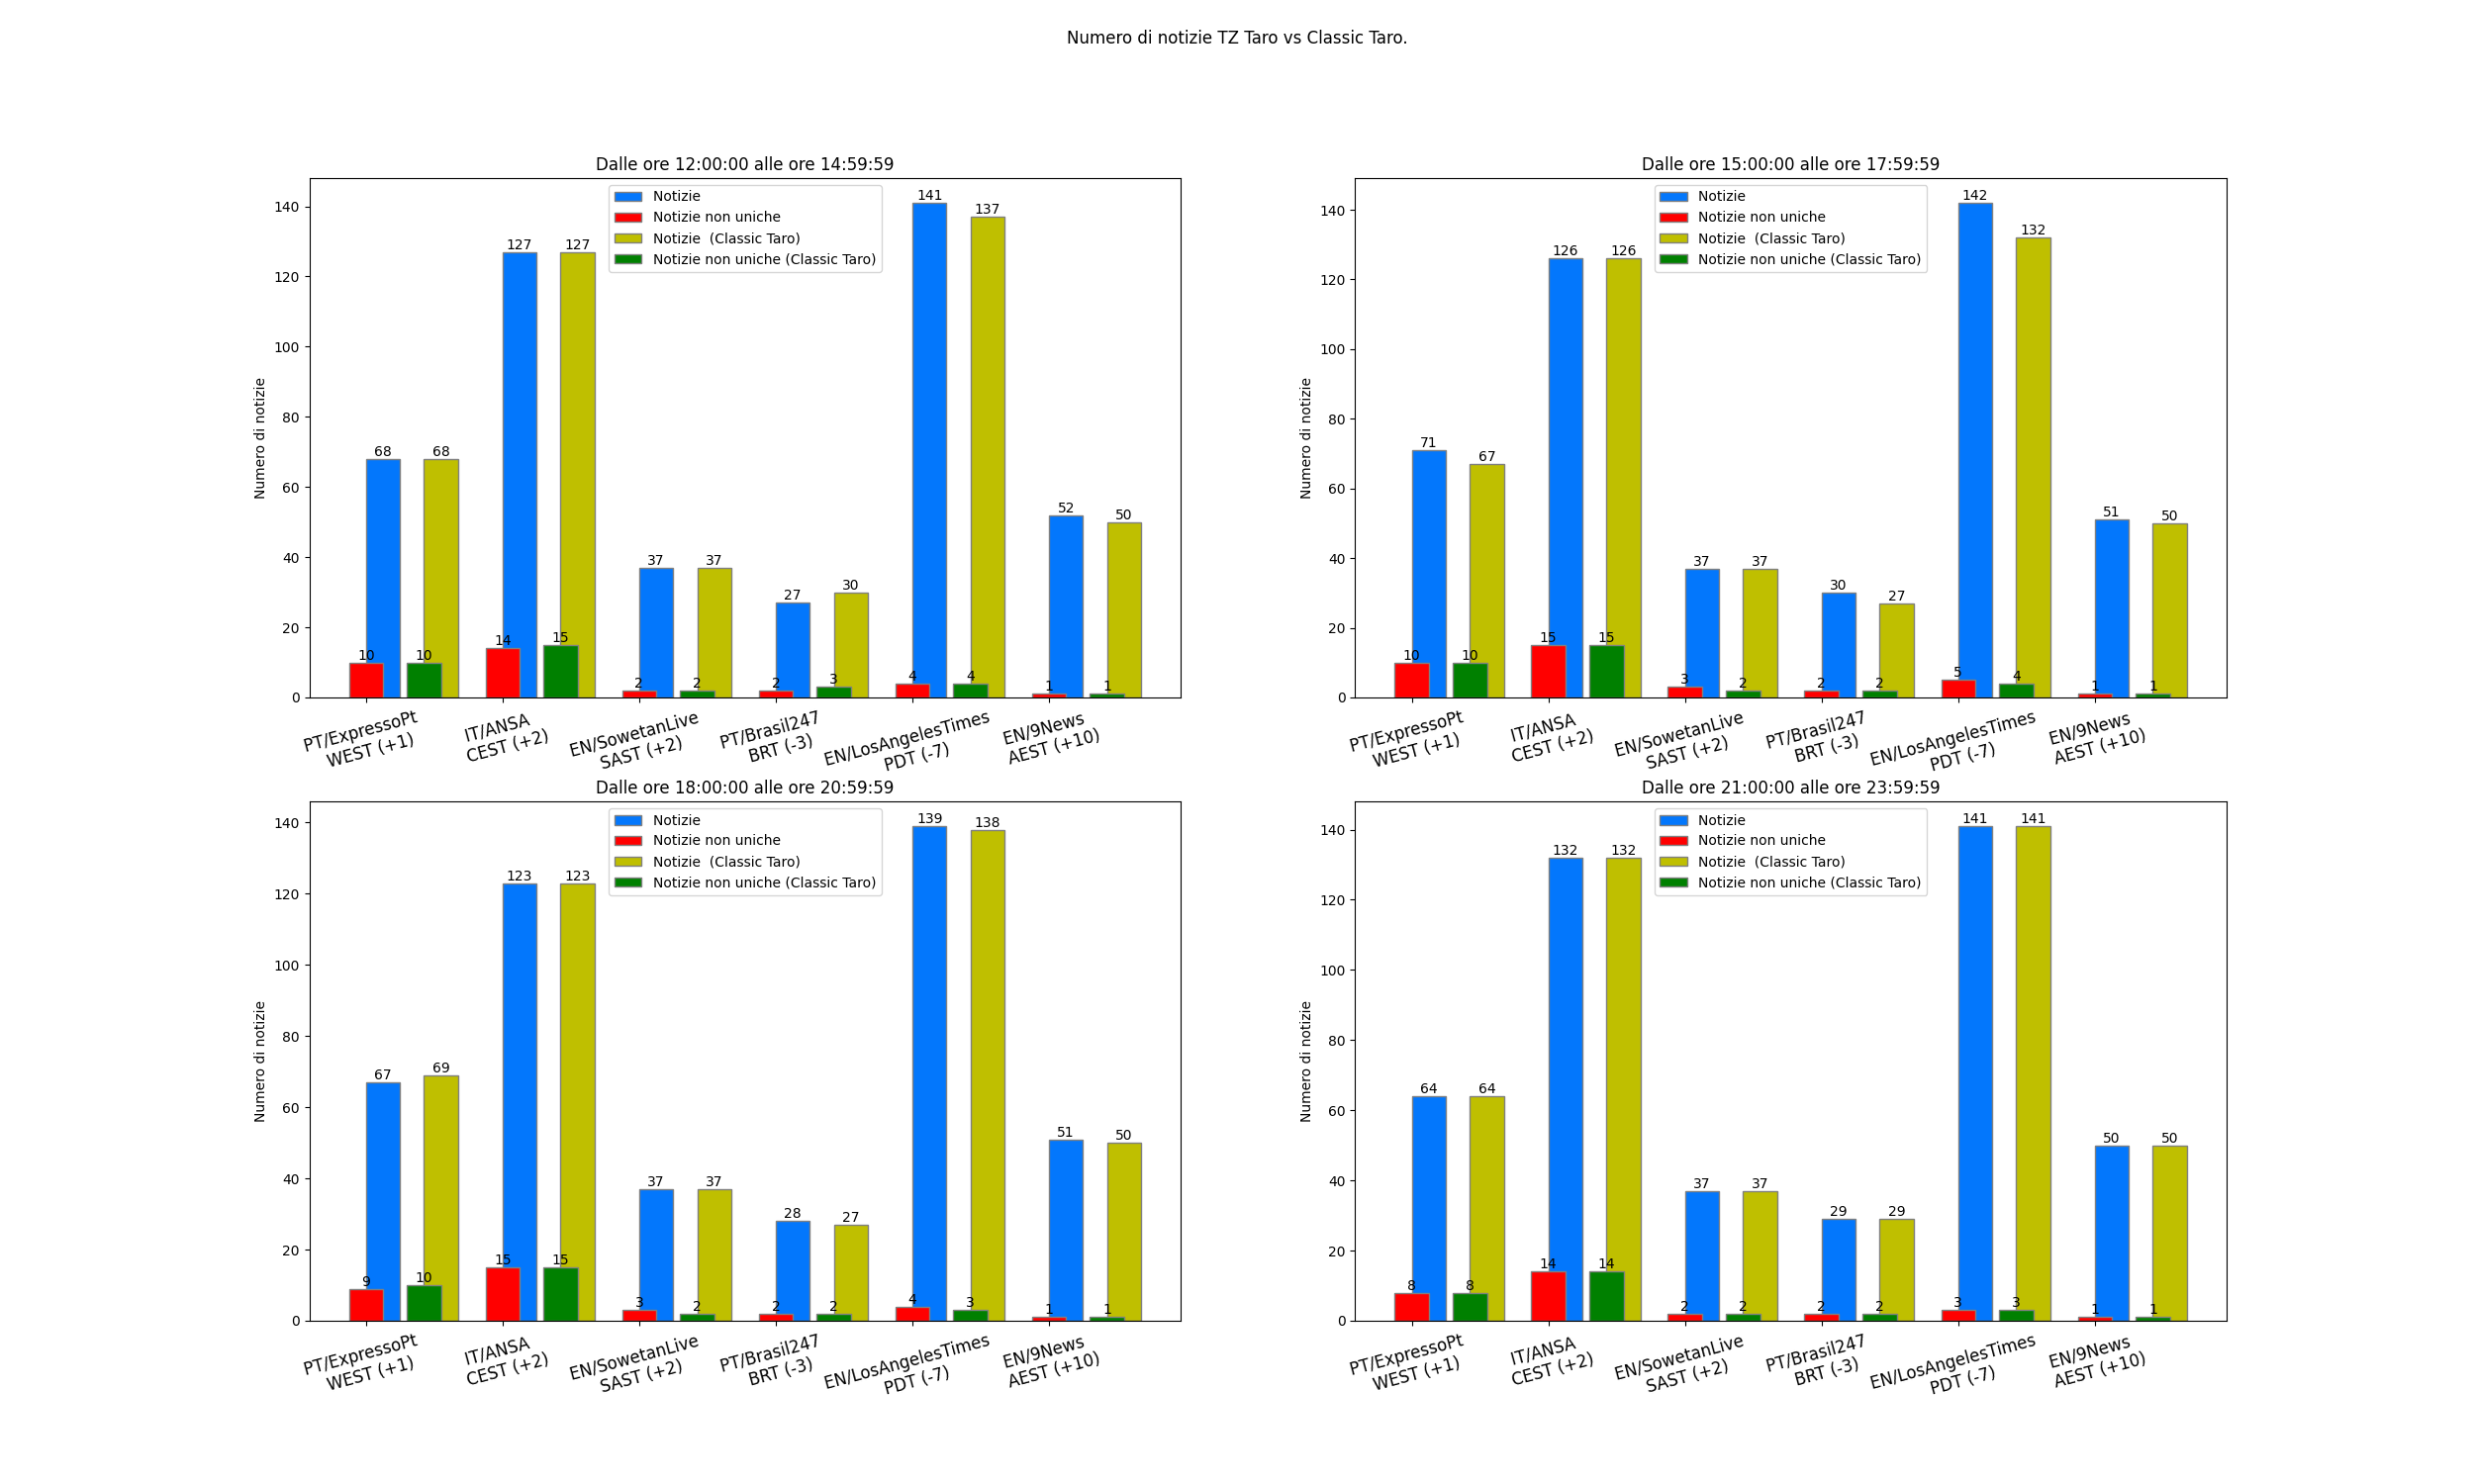 Numero di notizie TZ Taro vs Classic Taro.
Dalle ore 12:00:00 alle ore 14:59:59
Numero di notizie
140
120
100
80
60
40
20
0
Notizie
Notizie non uniche
Notizie (Classic Taro)
Notizie non uniche (Classic Taro)
68 68 127 127 37 37 27 30 141 137 52 50
10 10 14 15 2 2 2 3 4 4 1 1
PT/ExpressoPt
WEST (+1)
IT/ANSA
CEST (+2)
EN/SowetanLive
SAST (+2)
PT/Brasil247
BRT (-3)
EN/LosAngelesTimes
PDT (-7)
EN/9News
AEST (+10)
Dalle ore 15:00:00 alle ore 17:59:59
Numero di notizie
140
120
100
80
60
40
20
0
Notizie
Notizie non uniche
Notizie (Classic Taro)
Notizie non uniche (Classic Taro)
71 67 126 126 37 37 30 27 142 132 51 50
10 10 15 15 3 2 2 2 5 4 1 1
PT/ExpressoPt
WEST (+1)
IT/ANSA
CEST (+2)
EN/SowetanLive
SAST (+2)
PT/Brasil247
BRT (-3)
EN/LosAngelesTimes
PDT (-7)
EN/9News
AEST (+10)
Dalle ore 18:00:00 alle ore 20:59:59
Numero di notizie
140
120
100
80
60
40
20
0
Notizie
Notizie non uniche
Notizie (Classic Taro)
Notizie non uniche (Classic Taro)
67 69 123 123 37 37 28 27 139 138 51 50
9 10 15 15 3 2 2 2 4 3 1 1
PT/ExpressoPt
WEST (+1)
IT/ANSA
CEST (+2)
EN/SowetanLive
SAST (+2)
PT/Brasil247
BRT (-3)
EN/LosAngelesTimes
PDT (-7)
EN/9News
AEST (+10)
Dalle ore 21:00:00 alle ore 23:59:59
Numero di notizie
140
120
100
80
60
40
20
0
Notizie
Notizie non uniche
Notizie (Classic Taro)
Notizie non uniche (Classic Taro)
64 64 132 132 37 37 29 29 141 141 50 50
8 8 14 14 2 2 2 2 3 3 1 1
PT/ExpressoPt
WEST (+1)
IT/ANSA
CEST (+2)
EN/SowetanLive
SAST (+2)
PT/Brasil247
BRT (-3)
EN/LosAngelesTimes
PDT (-7)
EN/9News
AEST (+10)